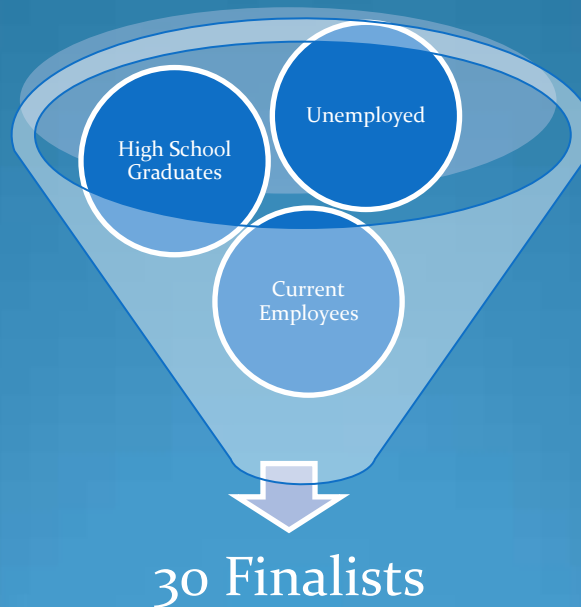 Unemployed
High School
Graduates
Current
Employees
30 Finalists